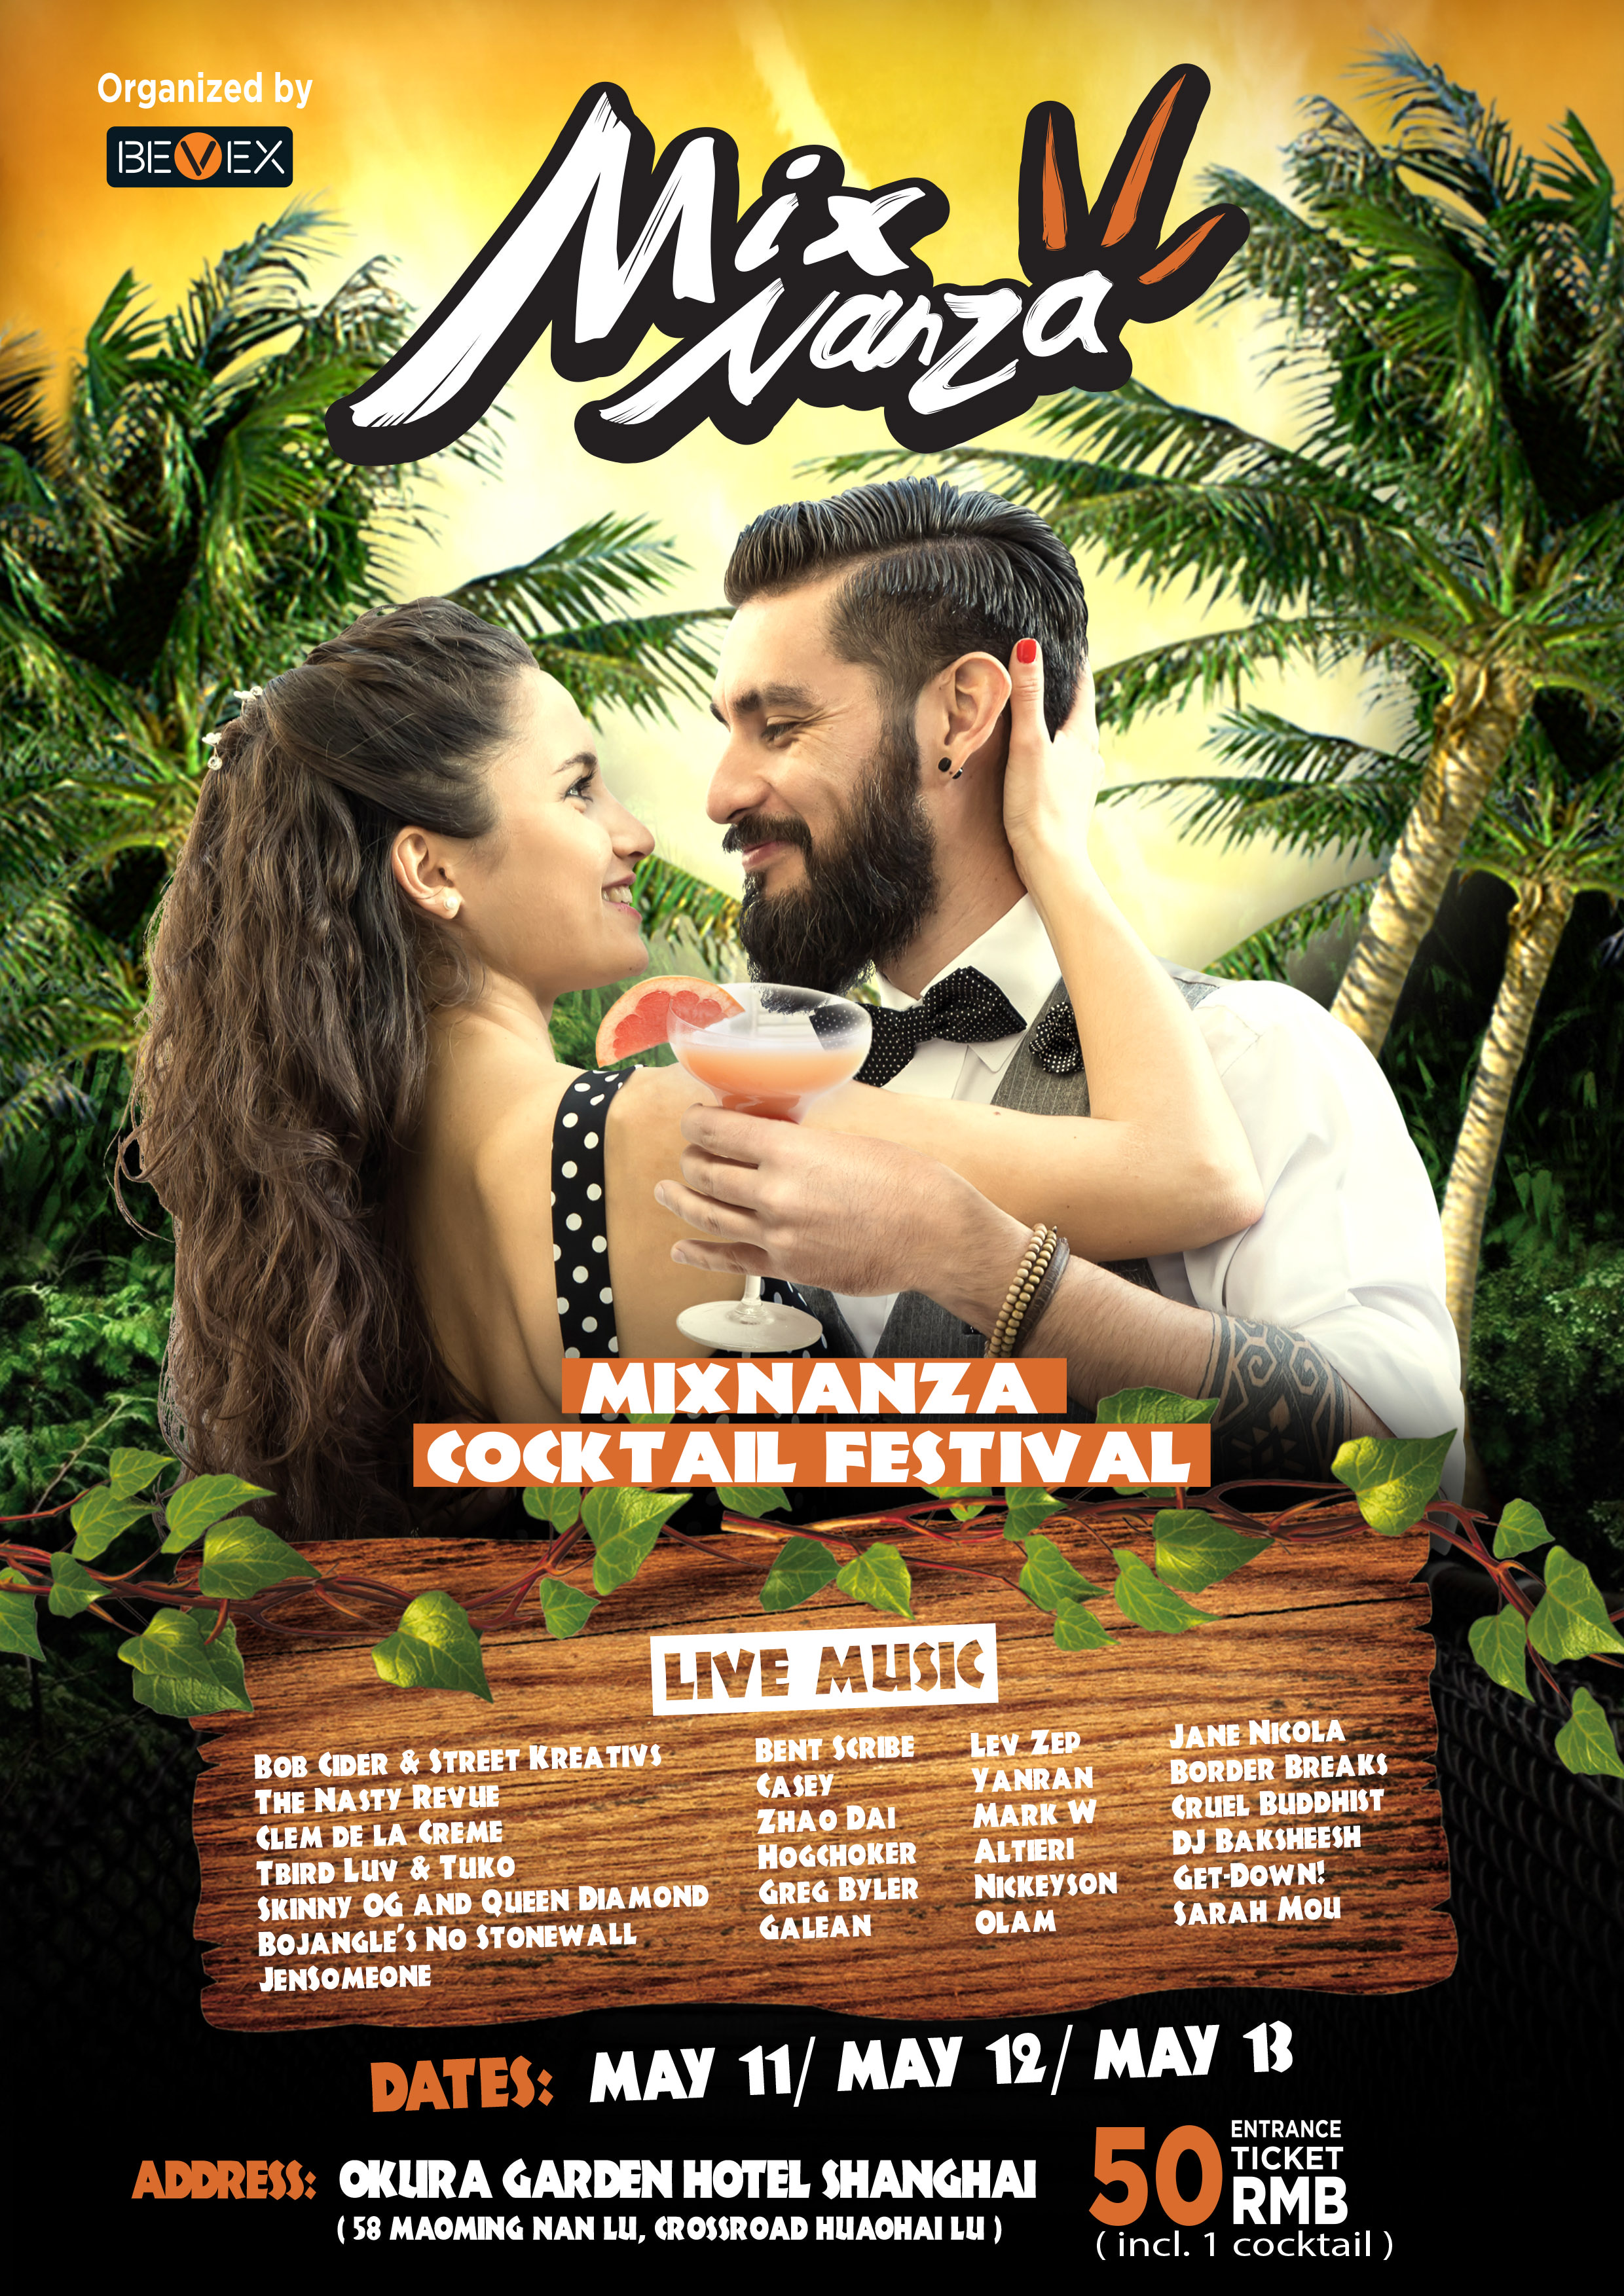 Organized by
BEVEX
Mix
Nanza
MIXNANZA
COCKTAIL FESTIVAL
LIVE MUSIC
BOB CIDER & STREET KREATIVS
THE NASTY REVUE
CLEM DE LA CREME
TBIRD LUV & TUKO
SKINNY OG AND QUEEN DIAMOND
BOJANGLE'S NO STONEWALL
JENSOMEONE
BENT SCRIBE
CASEY
ZHAO DAI
HOGCHOKER
GREG BYLER
GALEAN
LEV ZEP
YANRAN
MARK W
ALTIERI
NICKEYSON
OLAM
JANE NICOLA
BORDER BREAKS
CRUEL BUDDHIST
DJ BAKSHEESH
GET-DOWN!
SARAH MOU
DATES: MAY 11/ MAY 12/ MAY 13
ADDRESS: OKURA GARDEN HOTEL SHANGHAI
( 58 MAOMING NAN LU, CROSSROAD HUAOHAI LU )
50 ENTRANCE
TICKET
RMB
( incl. 1 cocktail )